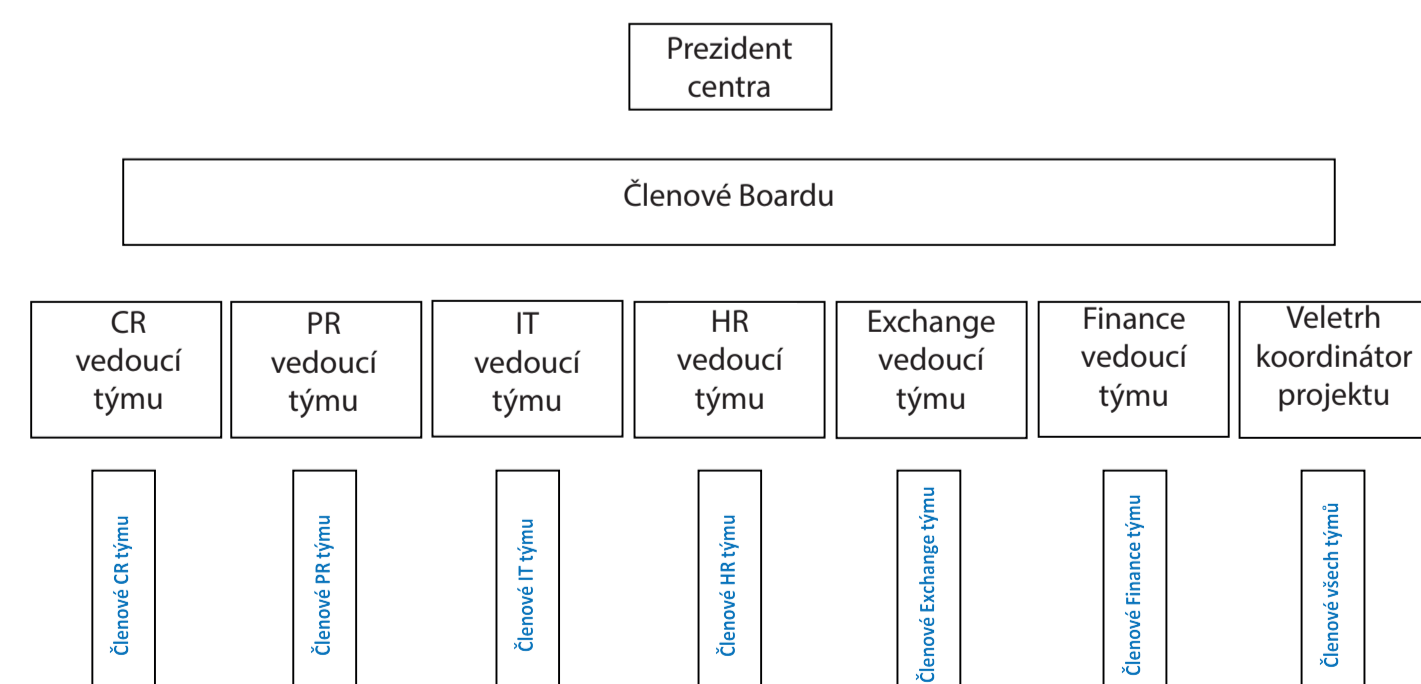 Prezident
centra
Členové Boardu
CR
vedoucí
týmu
PR
vedoucí
týmu
IT
vedoucí
týmu
HR
vedoucí
týmu
Exchange
vedoucí
týmu
Finance
vedoucí
týmu
Veletrh
koordinátor
projektu
Členové CR týmu
Členové PR týmu
Členové IT týmu
Členové HR týmu
Členové Exchange týmu
Členové Finance týmu
Členové všech týmů